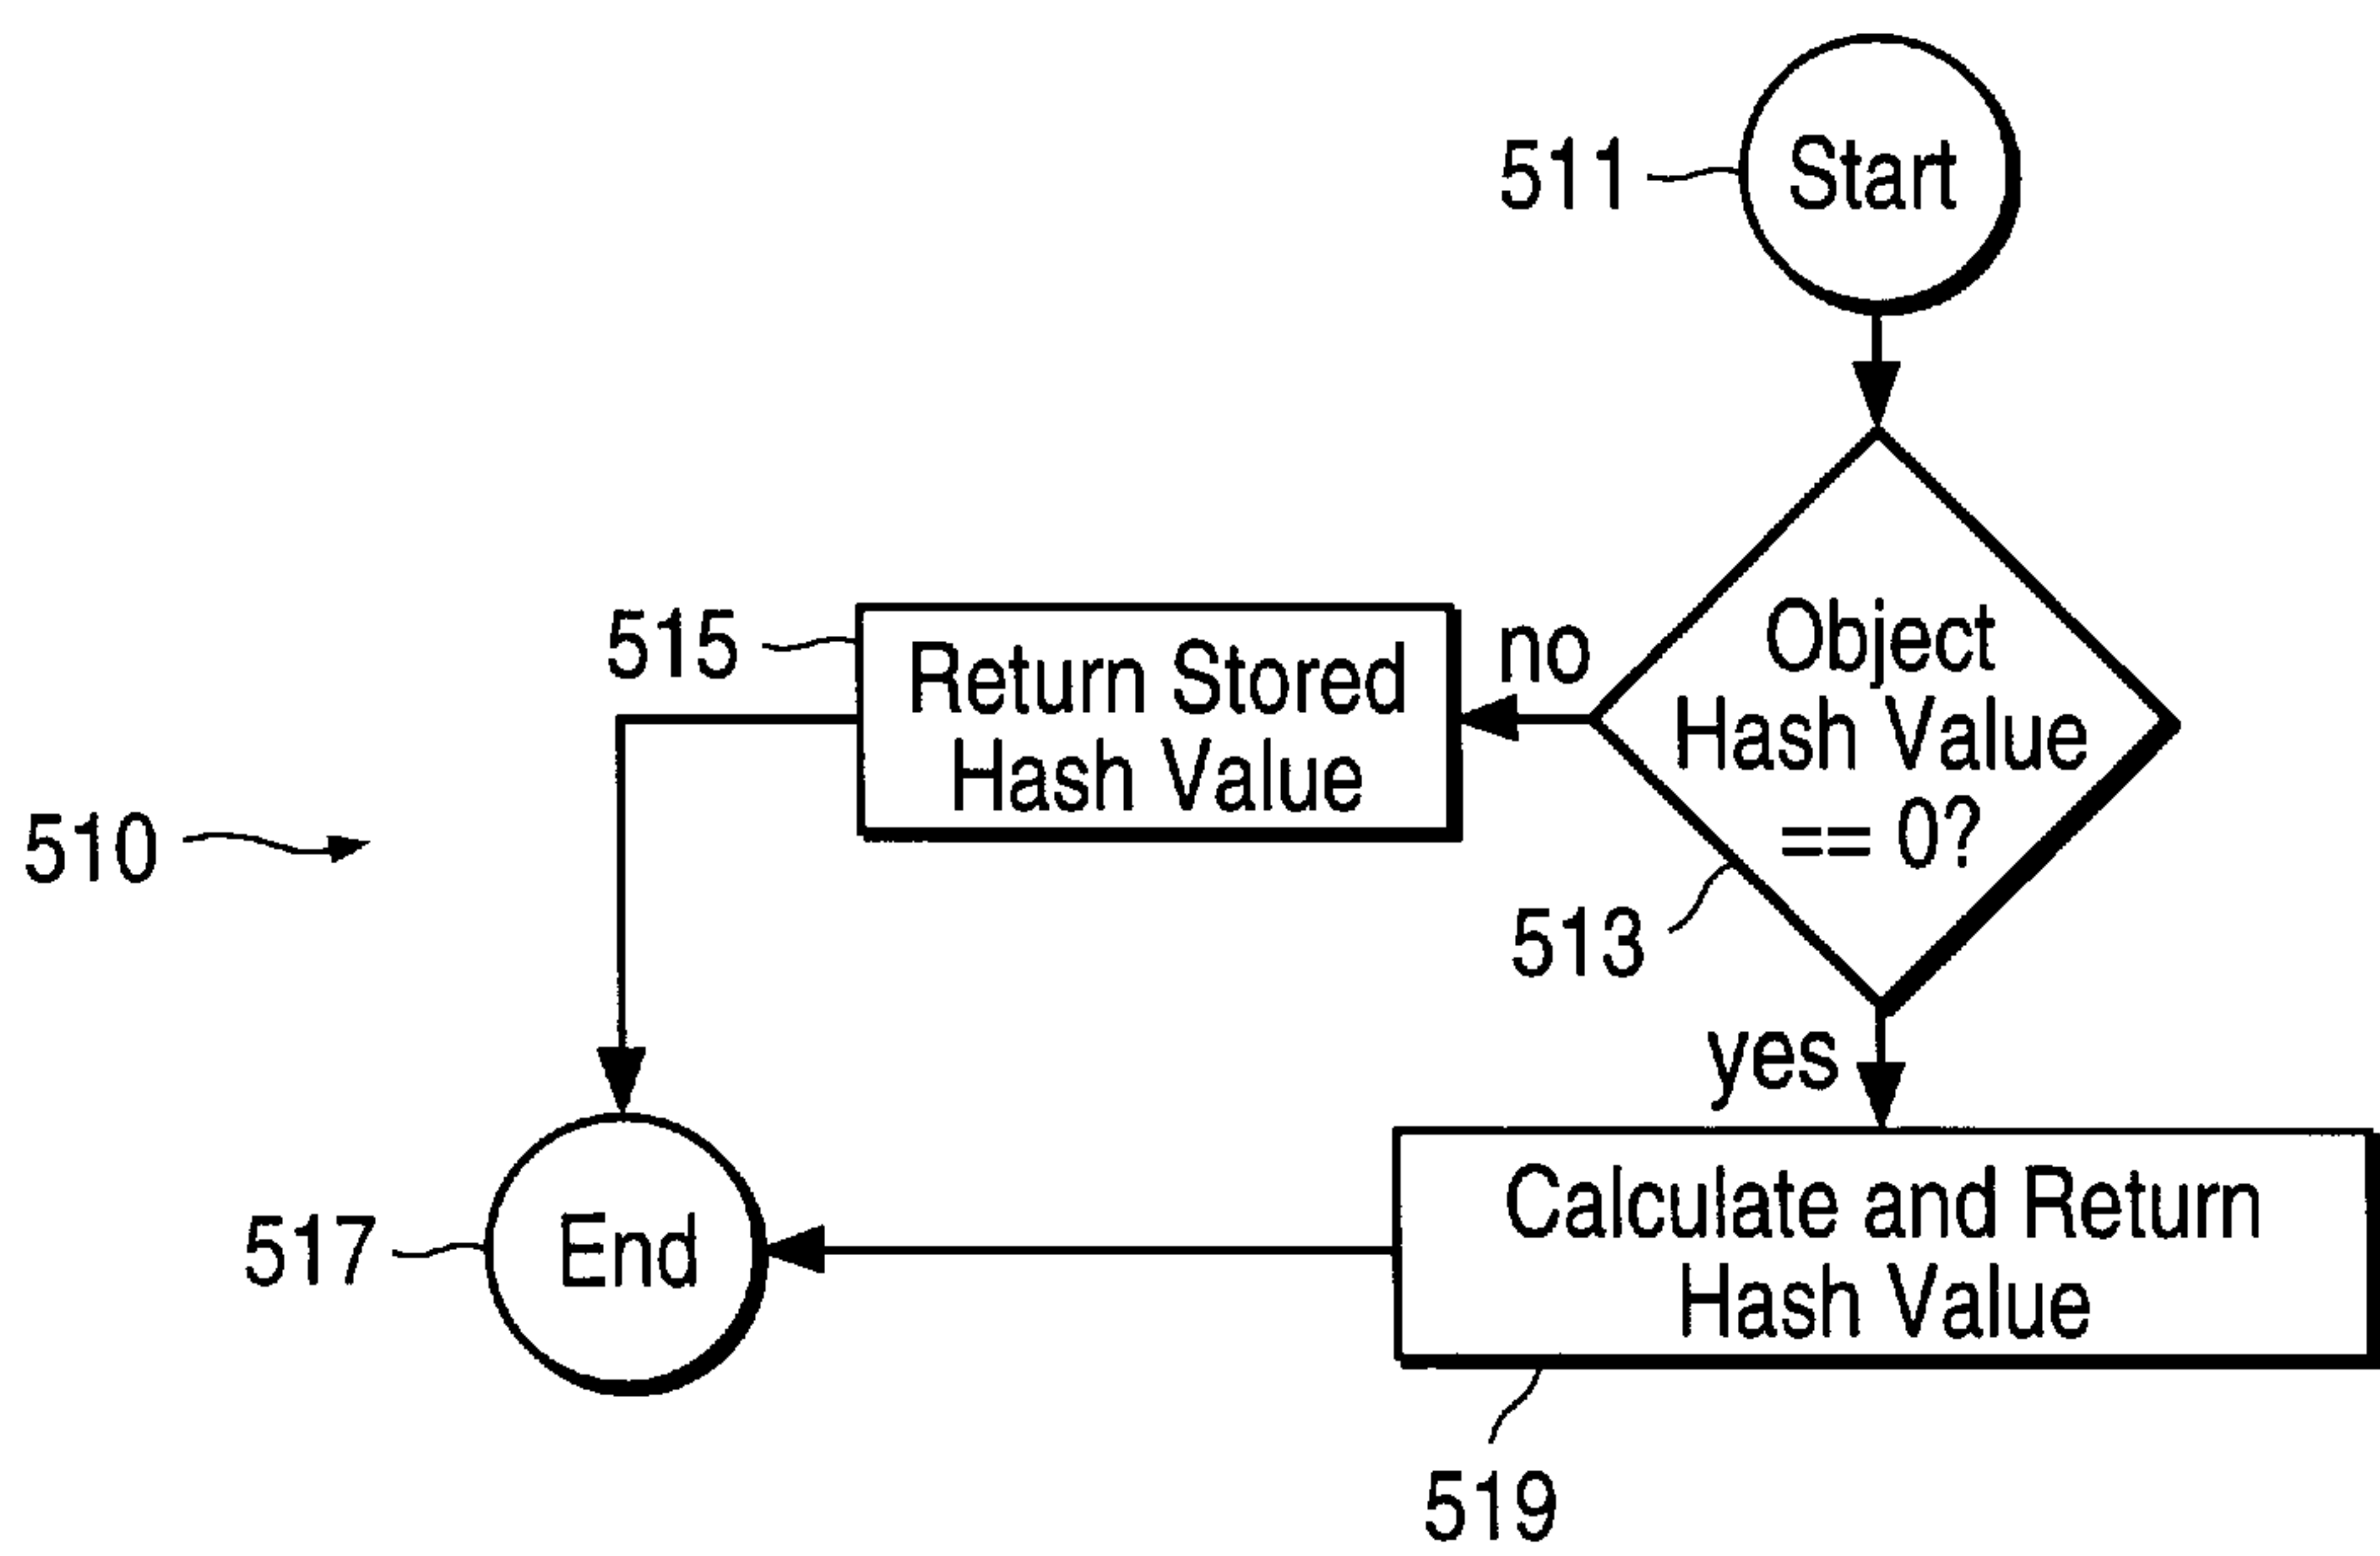 511
Start
515
Return Stored
Hash Value
no
Object
Hash Value
== 0?
510
513
yes
517
End
Calculate and Return
Hash Value
519